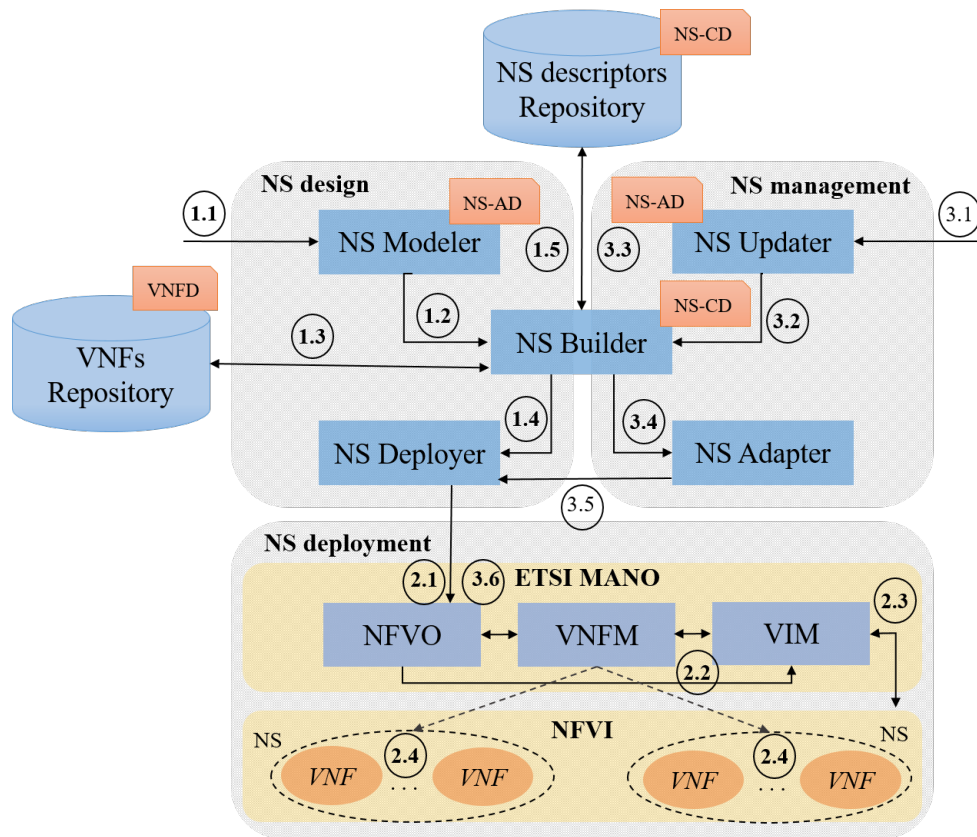 NS-CD
NS descriptors
Repository
NS design
NS management
NS-AD
NS-AD
1.1
NS Modeler
1.5
3.3
NS Updater
3.1
VNFD
NS-CD
1.2
3.2
1.3
NS Builder
VNFs
Repository
1.4
3.4
NS Deployer
NS Adapter
3.5
NS deployment
2.1
3.6
ETSI MANO
2.3
NFVO
VNFM
VIM
2.2
NFVI
NS
NS
2.4
2.4
VNF
...
VNF
VNF
...
VNF